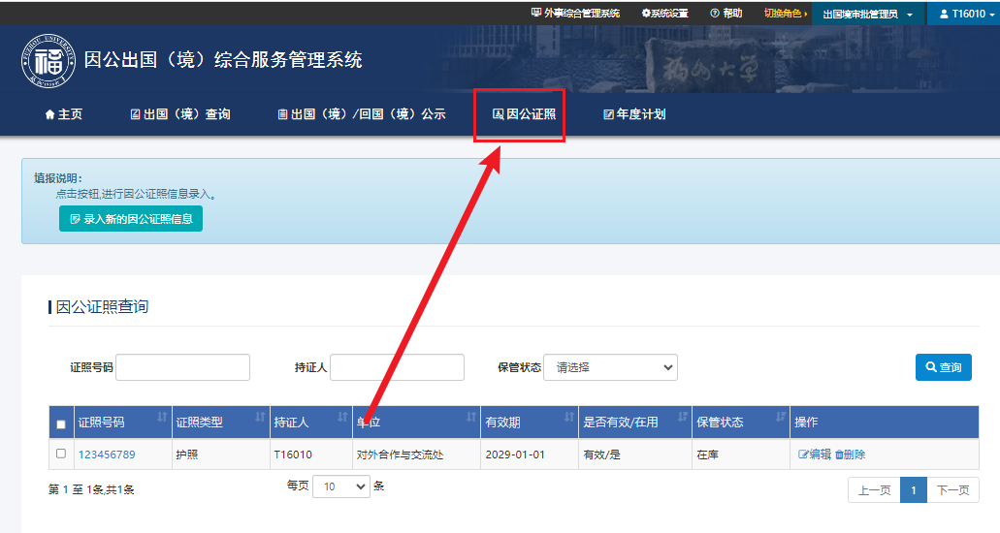 外事综合管理系统 系统设置 帮助 切换角色 出国境审批管理员 T16010
FUZHOU UNIVERSITY
福
因公出国（境）综合服务管理系统
福州大学
主页 出国（境）查询 出国（境）/回国（境）公示 因公证照 年度计划
填报说明:
点击按钮,进行因公证照信息录入。
录入新的因公证照信息
因公证照查询
证照号码 持证人 保管状态 请选择 查询
证照号码 证照类型 持证人 单位 有效期 是否有效/在用 保管状态 操作
123456789 护照 T16010 对外合作与交流处 2029-01-01 有效/是 在库 编辑 删除
第 1 至 1条,共1条 每页 10 条 上一页 1 下一页